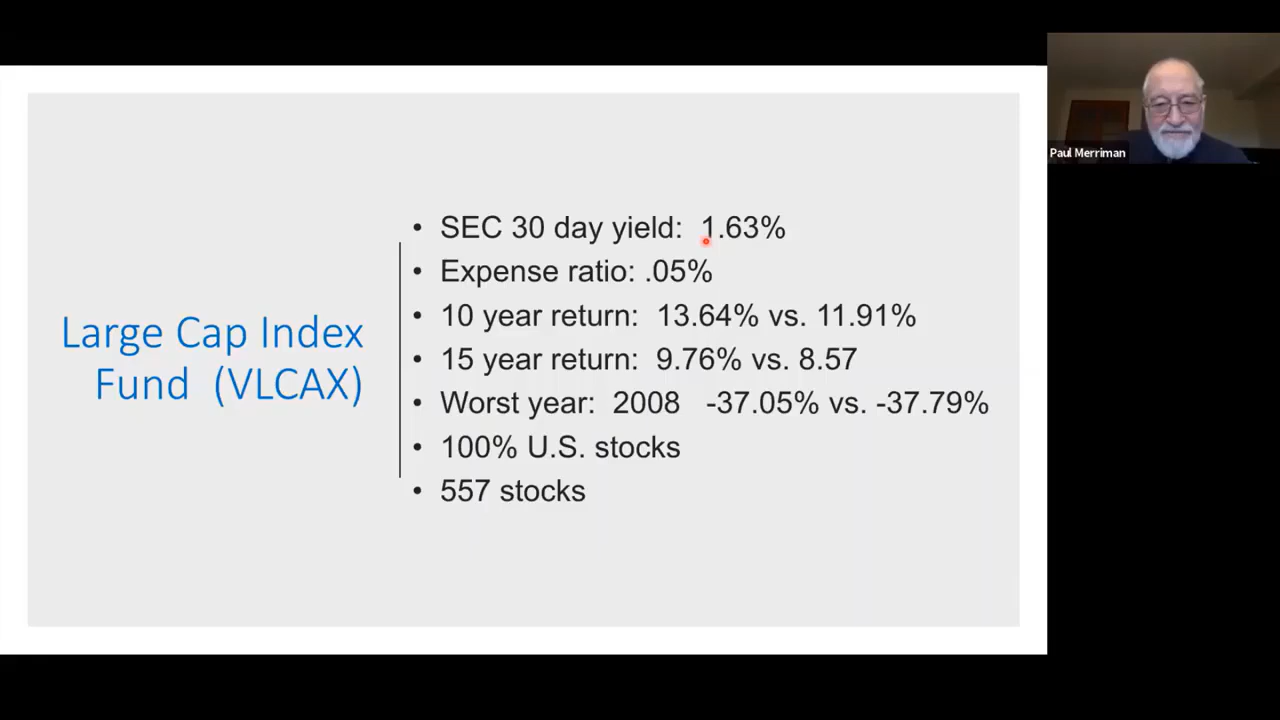 Large Cap Index
Fund (VLCAX)
• SEC 30 day yield: 1.63%
• Expense ratio: .05%
• 10 year return: 13.64% vs. 11.91%
• 15 year return: 9.76% vs. 8.57
• Worst year: 2008 -37.05% vs. -37.79%
• 100% U.S. stocks
• 557 stocks
Paul Merriman